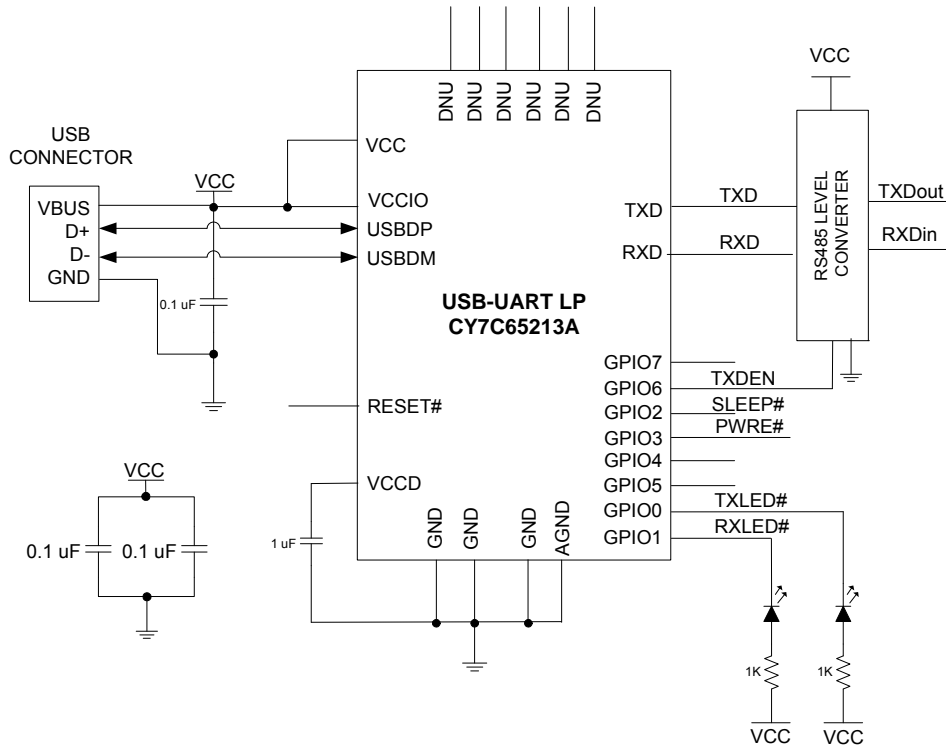 DNU
DNU
DNU
DNU
DNU
DNU
VCC
USB
CONNECTOR
VCC
VCC
VBUS
D+
D-
GND
VCCIO
USBDP
USBDM
0.1 uF
USB-UART LP
CY7C65213A
TXD
TXD
RXD
RXD
RS485 LEVEL
CONVERTER
TXDout
RXDin
GPIO7
GPIO6
TXDEN
GPIO2
SLEEP#
GPIO3
PWRE#
GPIO4
GPIO5
GPIO0
TXLED#
GPIO1
RXLED#
RESET#
VCCD
VCC
0.1 uF
0.1 uF
1 uF
GND
GND
GND
AGND
1K
1K
VCC
VCC